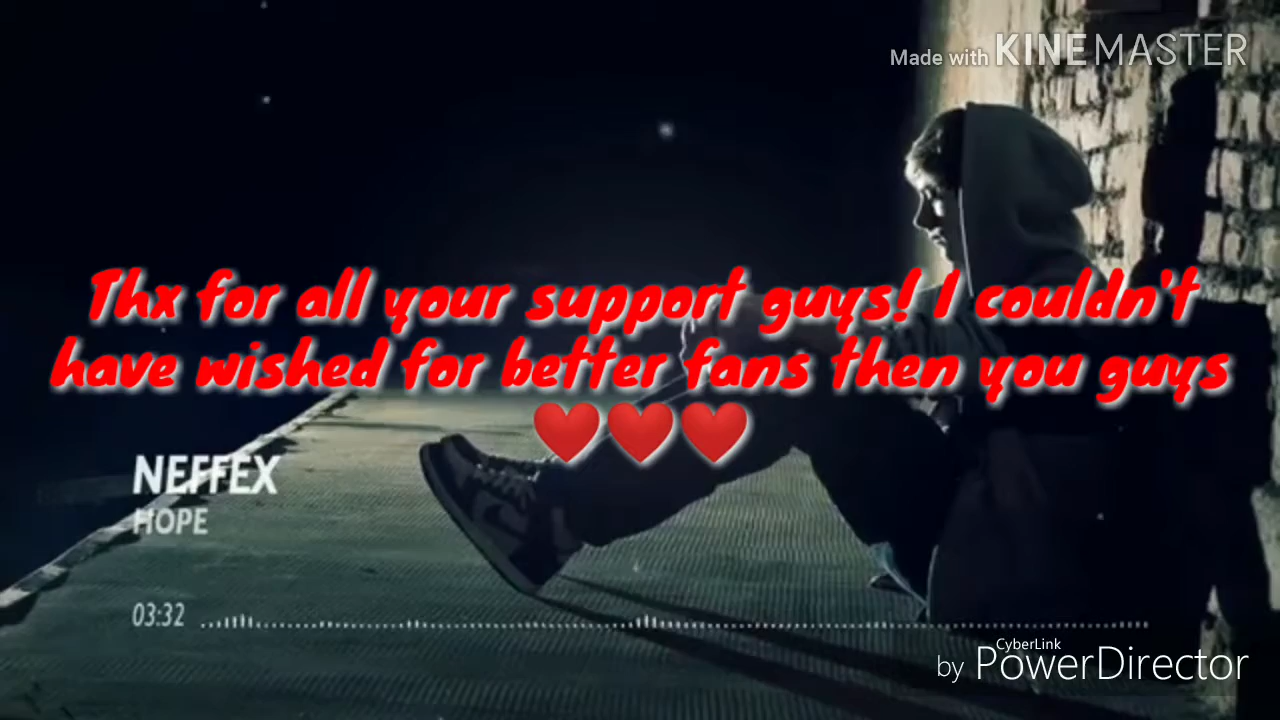 Made with KINEMASTER
Thx for all your support guys! I couldn't
have wished for better fans then you guys
❤❤❤
NEFFEX
HOPE
03:32
CyberLink
by PowerDirector